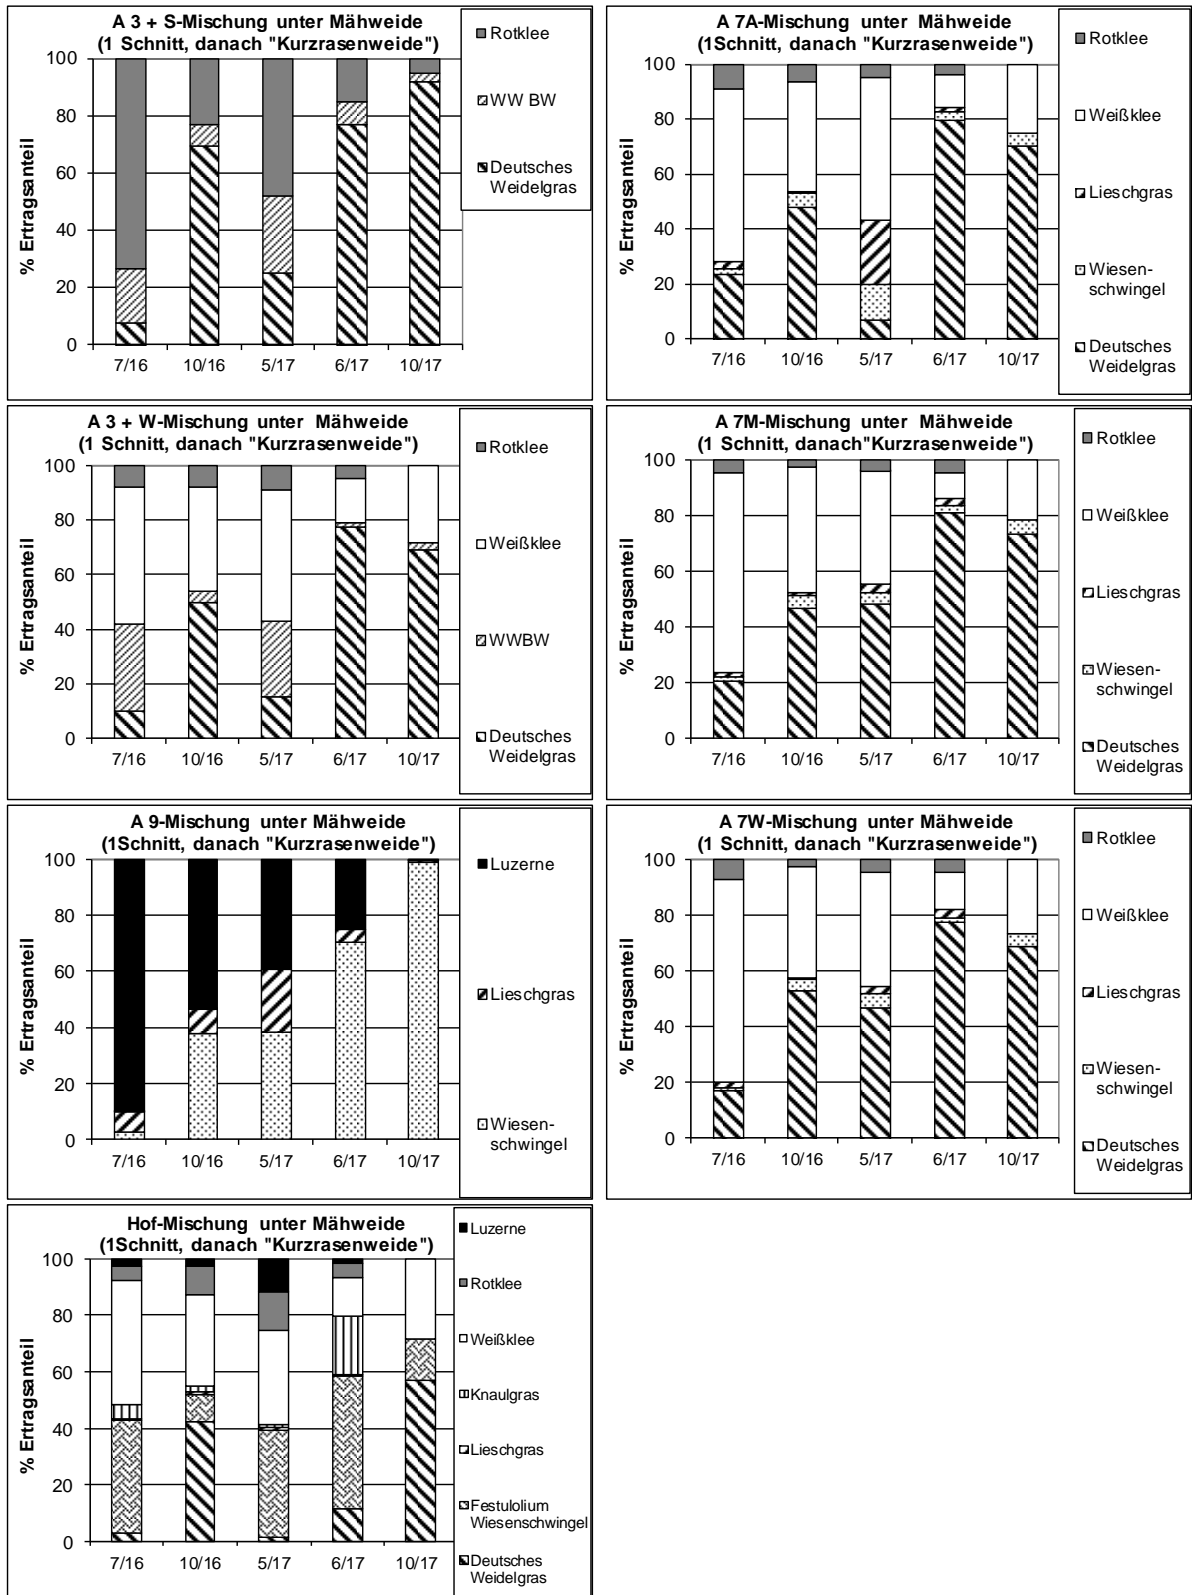 A 3 + S-Mischung unter Mähweide
(1 Schnitt, danach "Kurzrasenweide")
% Ertragsanteil
100
80
60
40
20
0
7/16 10/16 5/17 6/17 10/17
Rotklee
WW BW
Deutsches
Weidelgras
A 7A-Mischung unter Mähweide
(1Schnitt, danach "Kurzrasenweide")
% Ertragsanteil
100
80
60
40
20
0
7/16 10/16 5/17 6/17 10/17
Rotklee
Weißklee
Lieschgras
Wiesen-
schwingel
Deutsches
Weidelgras
A 3 + W-Mischung unter Mähweide
(1 Schnitt, danach "Kurzrasenweide")
% Ertragsanteil
100
80
60
40
20
0
7/16 10/16 5/17 6/17 10/17
Rotklee
Weißklee
WWBW
Deutsches
Weidelgras
A 7M-Mischung unter Mähweide
(1 Schnitt, danach"Kurzrasenweide")
% Ertragsanteil
100
80
60
40
20
0
7/16 10/16 5/17 6/17 10/17
Rotklee
Weißklee
Lieschgras
Wiesen-
schwingel
Deutsches
Weidelgras
A 9-Mischung unter Mähweide
(1Schnitt, danach "Kurzrasenweide")
% Ertragsanteil
100
80
60
40
20
0
7/16 10/16 5/17 6/17 10/17
Luzerne
Lieschgras
Wiesen-
schwingel
A 7W-Mischung unter Mähweide
(1 Schnitt, danach "Kurzrasenweide")
% Ertragsanteil
100
80
60
40
20
0
7/16 10/16 5/17 6/17 10/17
Rotklee
Weißklee
Lieschgras
Wiesen-
schwingel
Deutsches
Weidelgras
Hof-Mischung unter Mähweide
(1Schnitt, danach "Kurzrasenweide")
% Ertragsanteil
100
80
60
40
20
0
7/16 10/16 5/17 6/17 10/17
Luzerne
Rotklee
Weißklee
Knaulgras
Lieschgras
Festulolium
Wiesenschwingel
Deutsches
Weidelgras